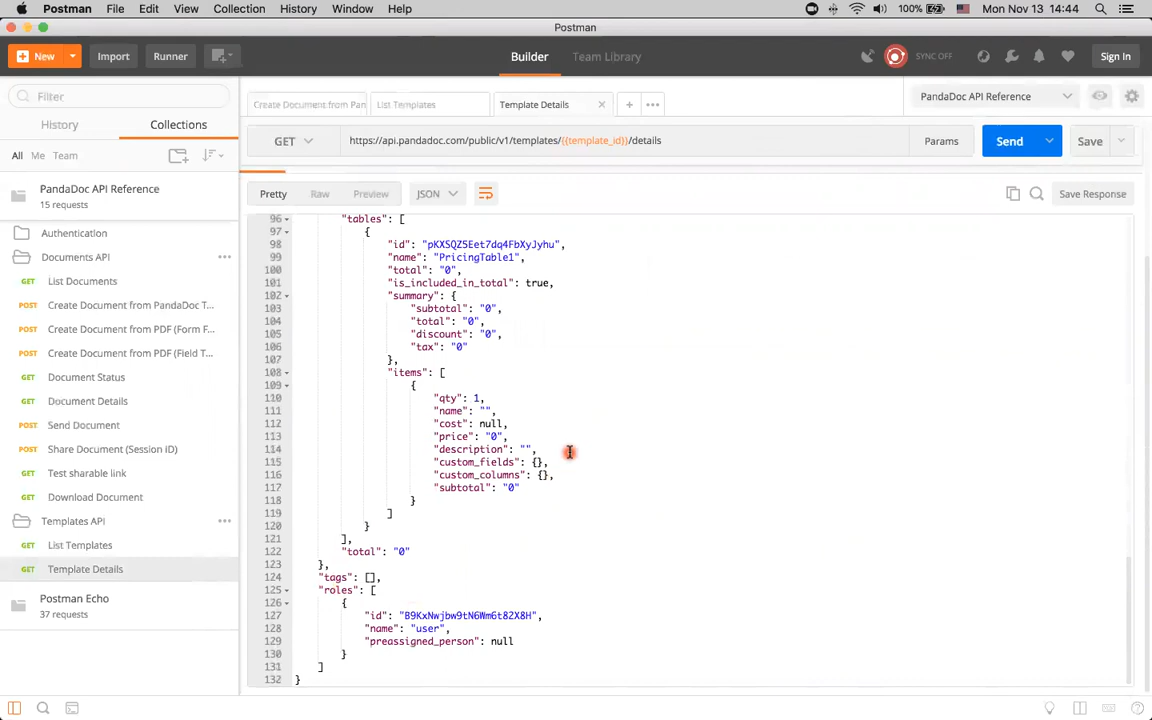 Postman File Edit View Collection History Window Help 100% Mon Nov 13 14:44
Postman
New Import Runner Builder Team Library SYNC OFF Sign In
Filter
History Collections
All Me Team
PandaDoc API Reference
15 requests
Authentication
Documents API
GET List Documents
POST Create Document from PandaDoc T...
POST Create Document from PDF (Form F...
POST Create Document from PDF (Field T...
GET Document Status
GET Document Details
POST Send Document
POST Share Document (Session ID)
GET Test sharable link
GET Download Document
Templates API
GET List Templates
GET Template Details
Postman Echo
37 requests
Create Document from Pan List Templates Template Details PandaDoc API Reference
GET https://api.pandadoc.com/public/v1/templates/{{template_id}}/details Params Send Save
Pretty Raw Preview JSON Save Response
96 "tables": [
97 {
98 "id": "pKXSQZ5Eet7dq4FbXyJyhu",
99 "name": "PricingTable1",
100 "total": "0",
101 "is_included_in_total": true,
102 "summary": {
103 "subtotal": "0",
104 "total": "0",
105 "discount": "0",
106 "tax": "0"
107 },
108 "items": [
109 {
110 "qty": 1,
111 "name": "",
112 "cost": null,
113 "price": "0",
114 "description": "",
115 "custom_fields": {},
116 "custom_columns": {},
117 "subtotal": "0"
118 }
119 ]
120 }
121 ],
122 "total": "0"
123 },
124 "tags": [],
125 "roles": [
126 {
127 "id": "B9KxNwjbw9tN6Wm6t82X8H",
128 "name": "user",
129 "preassigned_person": null
130 }
131 ]
132 }